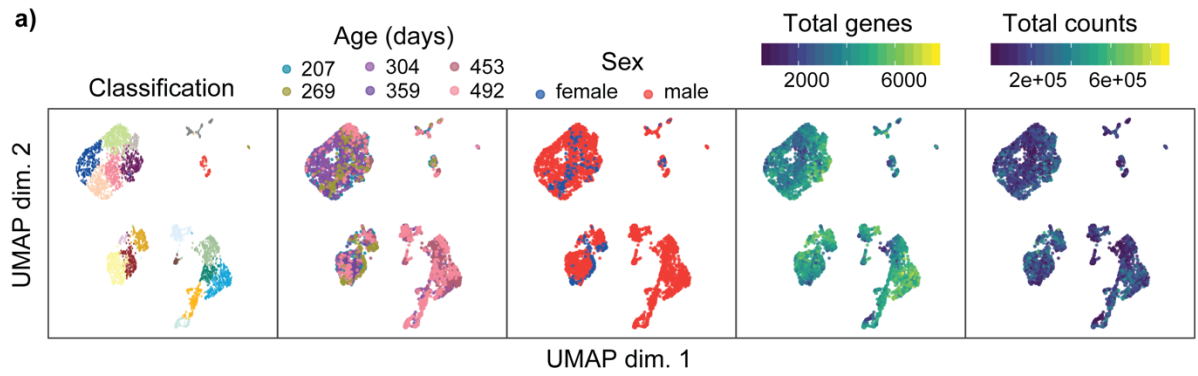 a)
Classification
Age (days)
207 304 453
269 359 492
Sex
female male
Total genes
2000 6000
Total counts
2e+05 6e+05
UMAP dim. 2
UMAP dim. 1